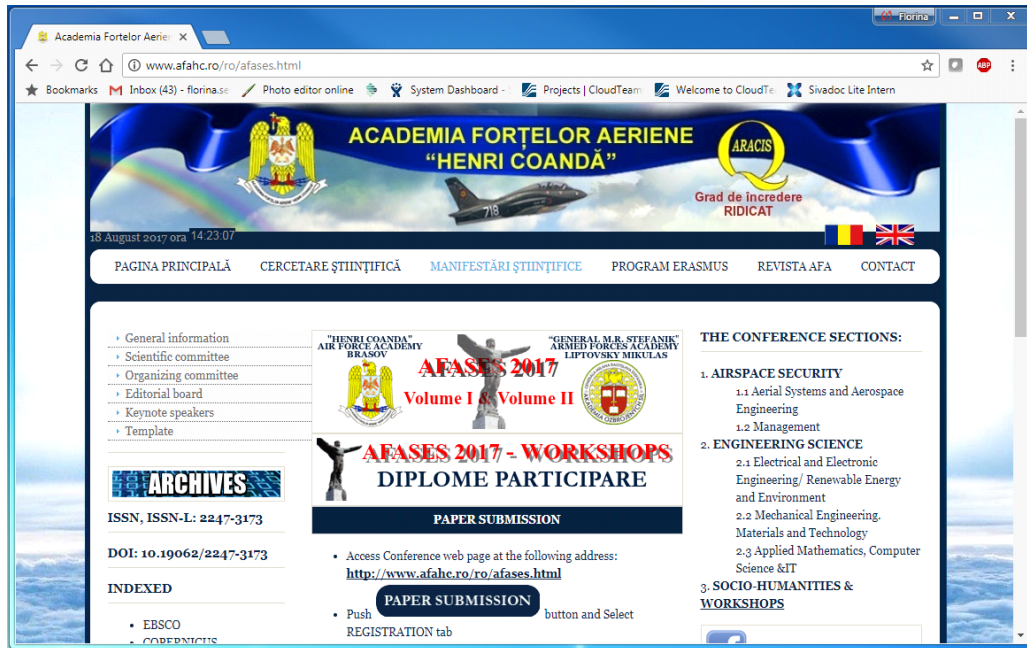 Florina
Academia Fortelor Aerie
www.afahc.ro/ro/afases.html
ABP
Bookmarks
Inbox (43) - florina.se
Photo editor online
System Dashboard -
Projects | CloudTeam
Welcome to CloudTe
Sivadoc Lite Intern
ACADEMIA FORȚELOR AERIENE
“HENRI COANDĂ”
ARACIS
Grad de încredere
RIDICAT
718
18 August 2017 ora 14:23:07
PAGINA PRINCIPALĂ
CERCETARE ŞTIINŢIFICĂ
MANIFESTĂRI ŞTIINŢIFICE
PROGRAM ERASMUS
REVISTA AFA
CONTACT
General information
Scientific committee
Organizing committee
Editorial board
Keynote speakers
Template
ARCHIVES
ISSN, ISSN-L: 2247-3173
DOI: 10.19062/2247-3173
INDEXED
• EBSCO
• COPERNICUS
"HENRI COANDA"
AIR FORCE ACADEMY
BRASOV
“GENERAL M.R. STEFANIK”
ARMED FORCES ACADEMY
LIPTOVSKY MIKULAS
AFASES 2017
Volume I & Volume II
AFASES 2017 - WORKSHOPS
DIPLOME PARTICIPARE
PAPER SUBMISSION
• Access Conference web page at the following address:
http://www.afahc.ro/ro/afases.html
• Push PAPER SUBMISSION button and Select
REGISTRATION tab
THE CONFERENCE SECTIONS:
1. AIRSPACE SECURITY
1.1 Aerial Systems and Aerospace
Engineering
1.2 Management
2. ENGINEERING SCIENCE
2.1 Electrical and Electronic
Engineering/ Renewable Energy
and Environment
2.2 Mechanical Engineering.
Materials and Technology
2.3 Applied Mathematics, Computer
Science &IT
3. SOCIO-HUMANITIES &
WORKSHOPS